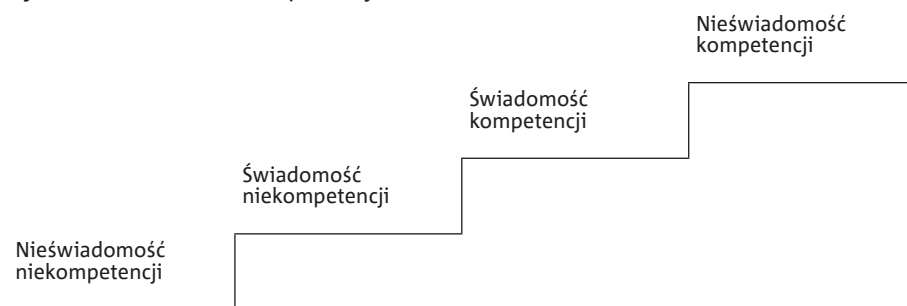 Nieświadomość
kompetencji
Świadomość
kompetencji
Świadomość
niekompetencji
Nieświadomość
niekompetencji